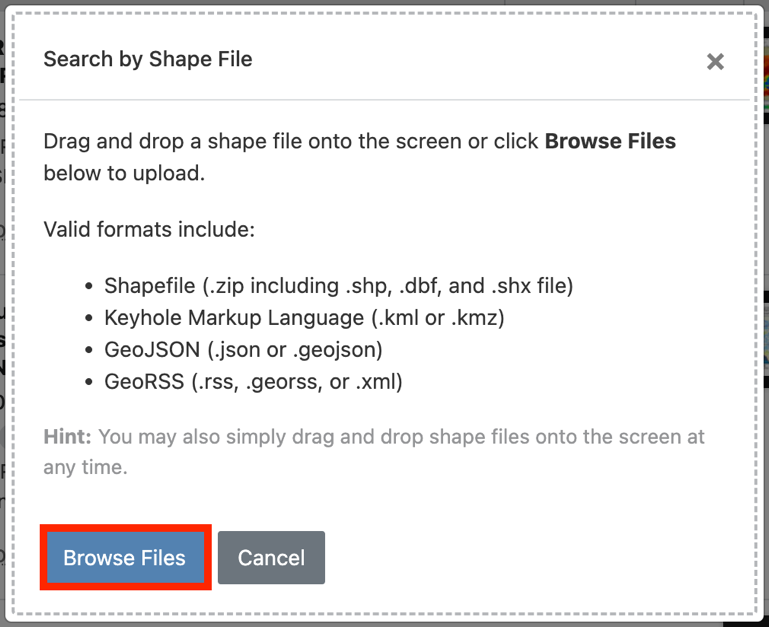 Search by Shape File
×
Drag and drop a shape file onto the screen or click Browse Files
below to upload.
Valid formats include:
• Shapefile (.zip including .shp, .dbf, and .shx file)
• Keyhole Markup Language (.kml or .kmz)
• GeoJSON (.json or .geojson)
• GeoRSS (.rss, .georss, or .xml)
Hint: You may also simply drag and drop shape files onto the screen at
any time.
Browse Files Cancel